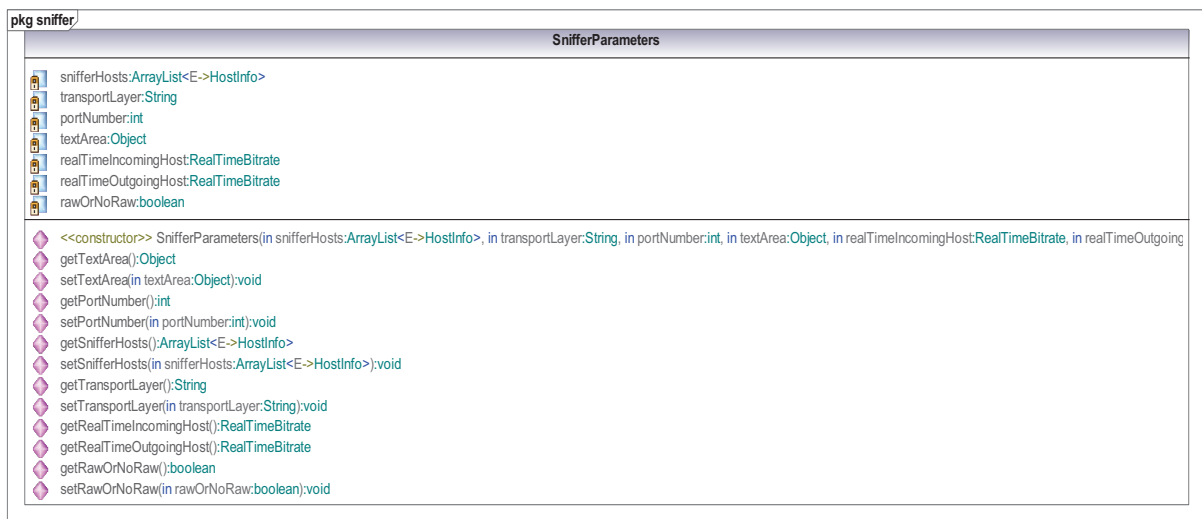 pkg sniffer
SnifferParameters
snifferHosts:ArrayList<E->HostInfo>
transportLayer:String
portNumber:int
textArea:Object
realTimeIncomingHost:RealTimeBitrate
realTimeOutgoingHost:RealTimeBitrate
rawOrNoRaw:boolean
<<constructor>> SnifferParameters(in snifferHosts:ArrayList<E->HostInfo>, in transportLayer:String, in portNumber:int, in textArea:Object, in realTimeIncomingHost:RealTimeBitrate, in realTimeOutgoing
getTextArea():Object
setTextArea(in textArea:Object):void
getPortNumber():int
setPortNumber(in portNumber:int):void
getSnifferHosts():ArrayList<E->HostInfo>
setSnifferHosts(in snifferHosts:ArrayList<E->HostInfo>):void
getTransportLayer():String
setTransportLayer(in transportLayer:String):void
getRealTimeIncomingHost():RealTimeBitrate
getRealTimeOutgoingHost():RealTimeBitrate
getRawOrNoRaw():boolean
setRawOrNoRaw(in rawOrNoRaw:boolean):void